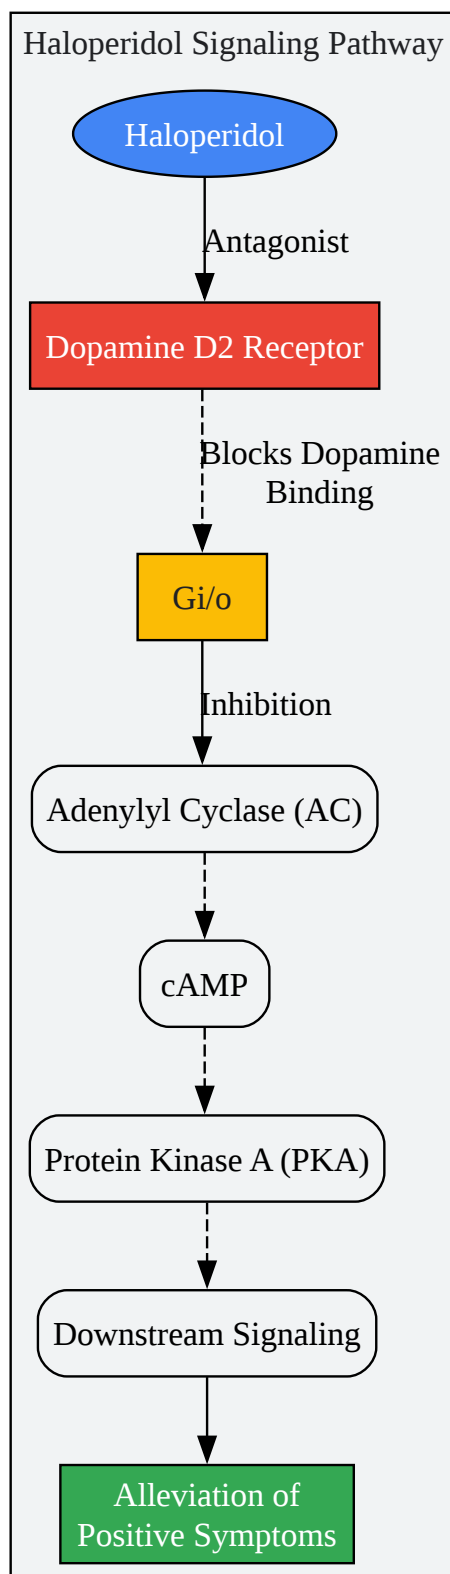 Haloperidol Signaling Pathway
Haloperidol
Antagonist
Dopamine D2 Receptor
Blocks Dopamine
Binding
Gi/o
Inhibition
Adenylyl Cyclase (AC)
cAMP
Protein Kinase A (PKA)
Downstream Signaling
Alleviation of
Positive Symptoms